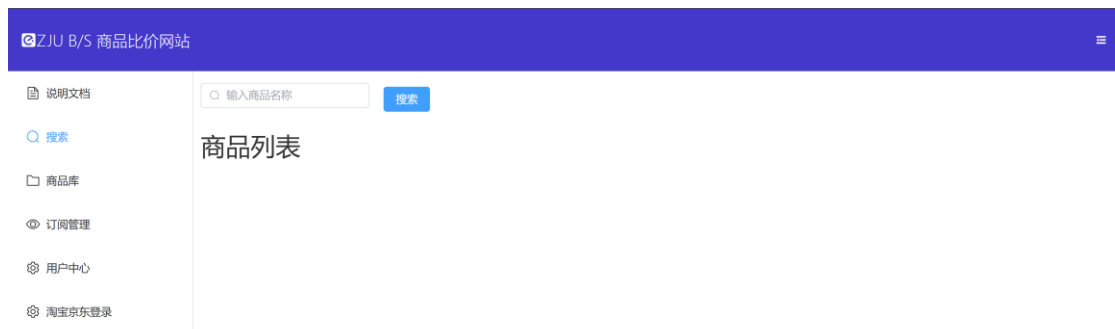 ZJU B/S 商品比价网站
说明文档
搜索
商品库
订阅管理
用户中心
淘宝京东登录
输入商品名称
搜索
商品列表